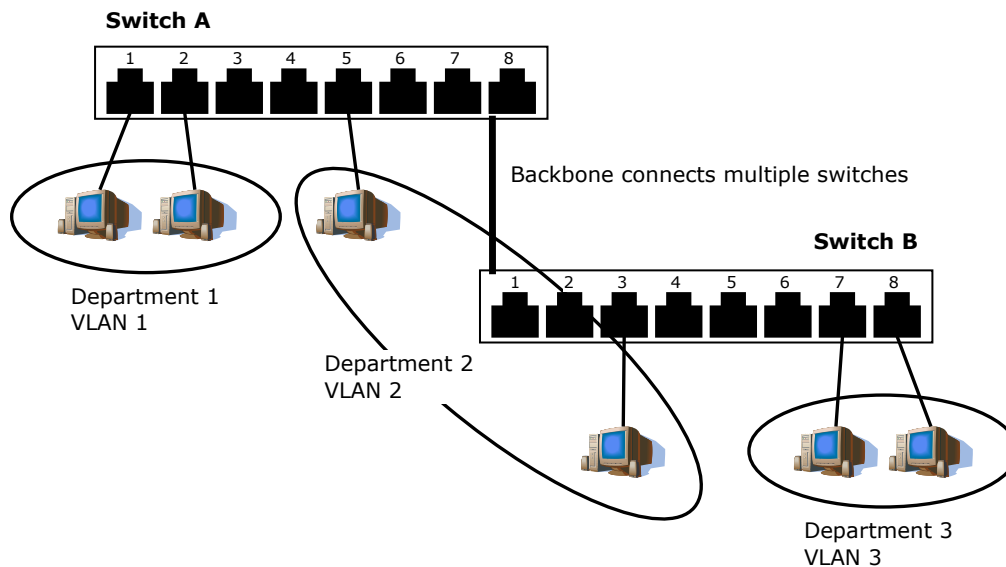 Switch A
1 2 3 4 5 6 7 8
Backbone connects multiple switches
Switch B
1 2 3 4 5 6 7 8
Department 1
VLAN 1
Department 2
VLAN 2
Department 3
VLAN 3